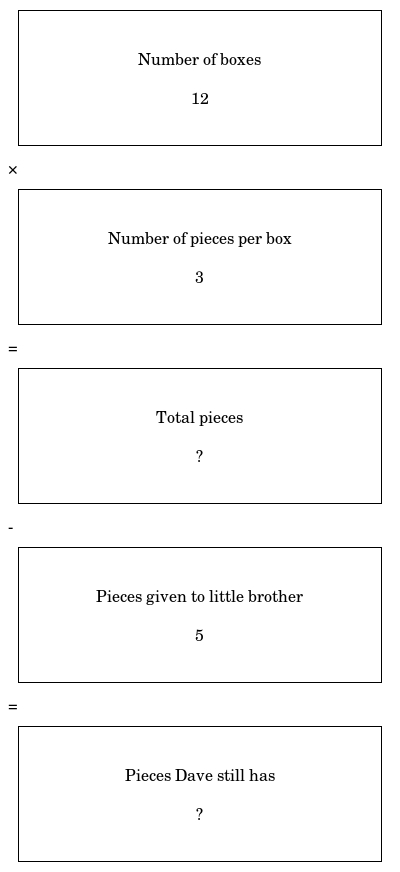 Number of boxes
12
×
Number of pieces per box
3
=
Total pieces
?
-
Pieces given to little brother
5
=
Pieces Dave still has
?